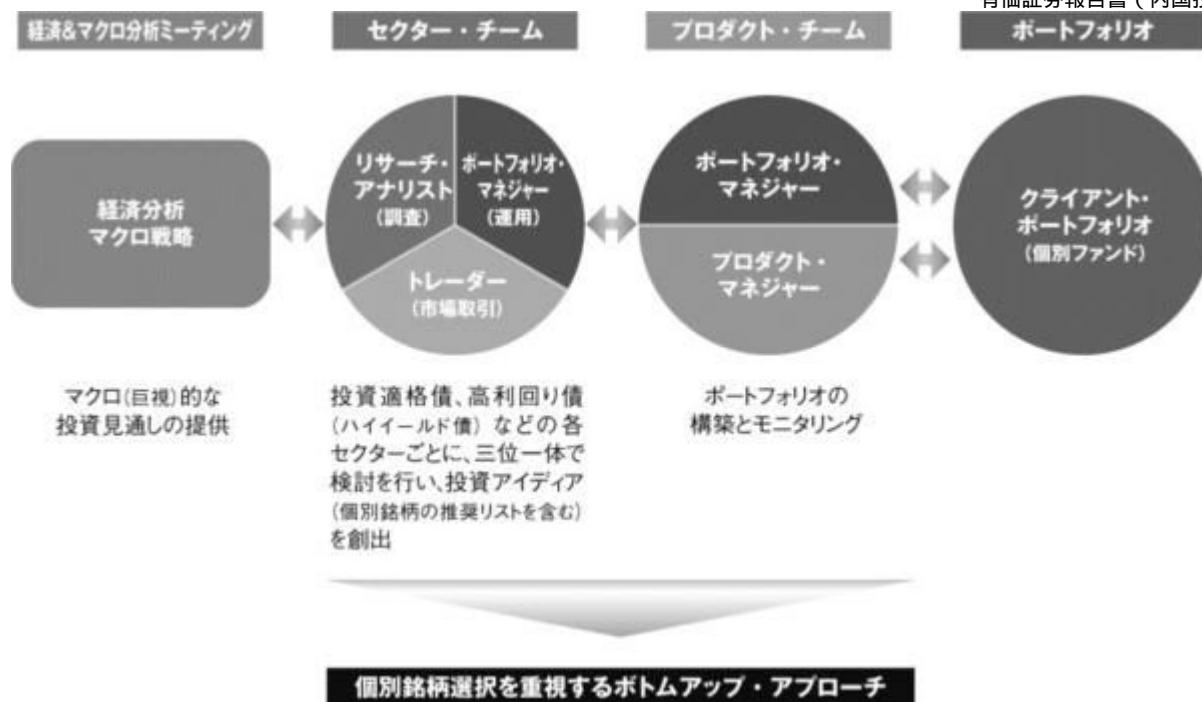 有価証券報告書(内国投
経済&マクロ分析ミーティング
セクター・チーム
プロダクト・チーム
ポートフォリオ
経済分析
マクロ戦略
リサーチ・
アナリスト
(調査)
ポートフォリオ・
マネジャー
(運用)
トレーダー
(市場取引)
ポートフォリオ・
マネジャー
プロダクト・
マネジャー
クライアント・
ポートフォリオ
(個別ファンド)
マクロ(巨視)的な
投資見通しの提供
投資適格債、高利回り債
(ハイイールド債)などの各
セクターごとに、三位一体で
検討を行い、投資アイディア
(個別銘柄の推奨リストを含む)
を創出
ポートフォリオの
構築とモニタリング
個別銘柄選択を重視するボトムアップ・アプローチ